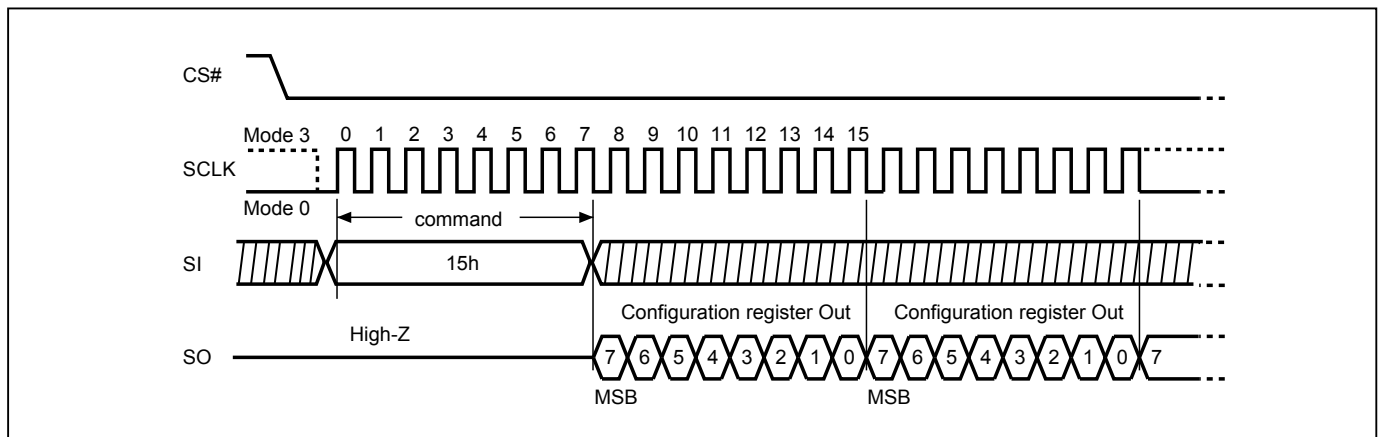 CS#
Mode 3
0 1 2 3 4 5 6 7 8 9 10 11 12 13 14 15
SCLK
Mode 0
command
SI
15h
Configuration register Out
Configuration register Out
High-Z
SO
7 6 5 4 3 2 1 0 7 6 5 4 3 2 1 0 7
MSB
MSB